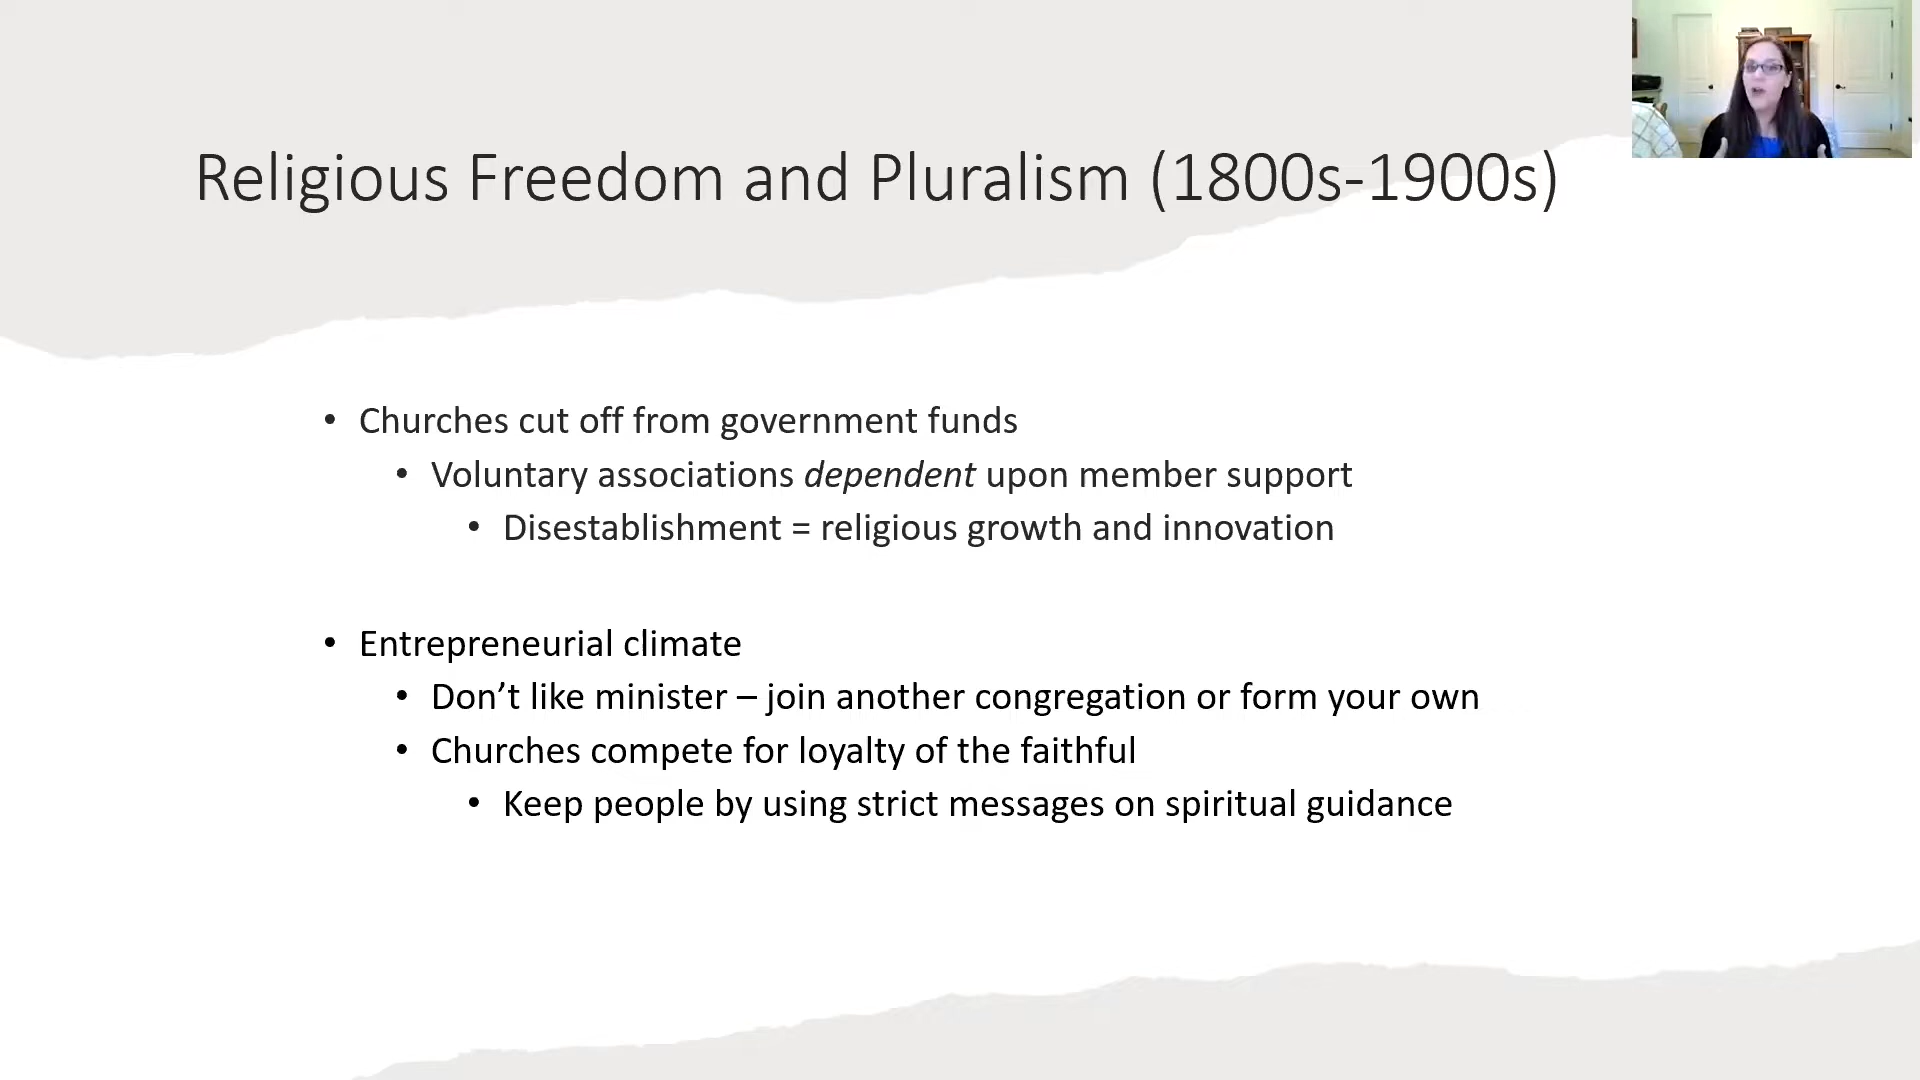 Religious Freedom and Pluralism (1800s-1900s)
• Churches cut off from government funds
• Voluntary associations dependent upon member support
• Disestablishment = religious growth and innovation
• Entrepreneurial climate
• Don’t like minister – join another congregation or form your own
• Churches compete for loyalty of the faithful
• Keep people by using strict messages on spiritual guidance